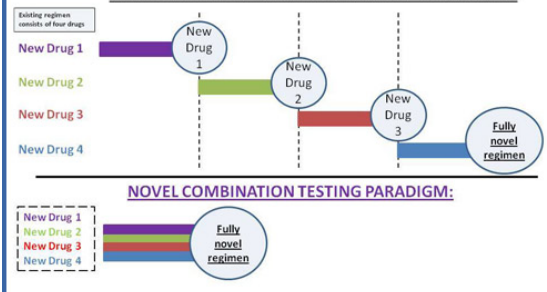 Existing regimen
consists of four drugs
New Drug 1
New
Drug
1
New Drug 2
New
Drug
2
New Drug 3
New
Drug
3
New Drug 4
Fully
novel
regimen
NOVEL COMBINATION TESTING PARADIGM:
New Drug 1
New Drug 2
New Drug 3
New Drug 4
Fully
novel
regimen